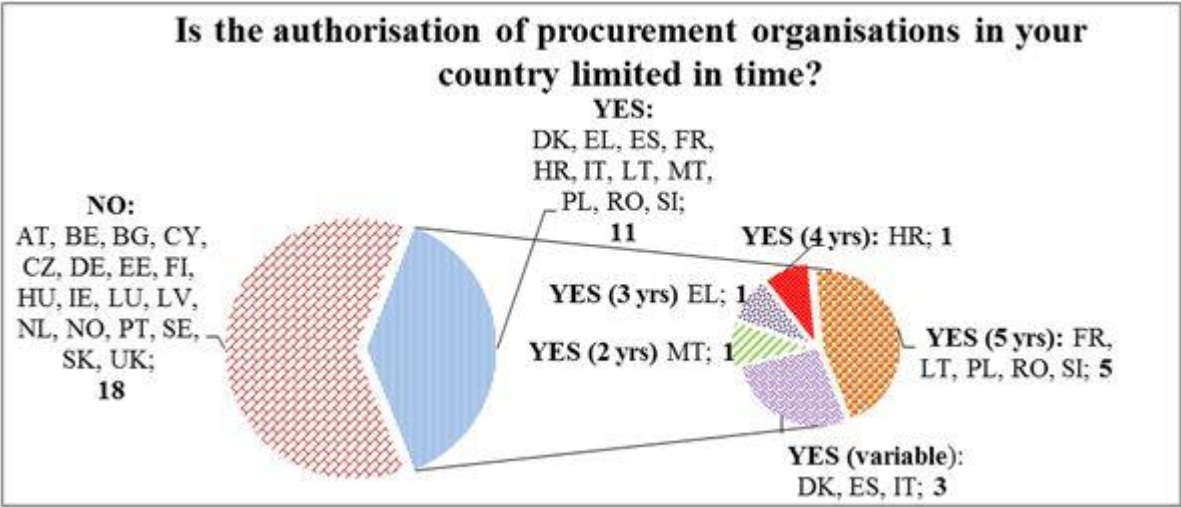 Is the authorisation of procurement organisations in your
country limited in time?
YES:
DK, EL, ES, FR,
HR, IT, LT, MT,
PL, RO, SI;
11
NO:
AT, BE, BG, CY,
CZ, DE, EE, FI,
HU, IE, LU, LV,
NL, NO, PT, SE,
SK, UK;
18
YES (4 yrs): HR; 1
YES (3 yrs) EL; 1
YES (2 yrs) MT; 1
YES (5 yrs): FR,
LT, PL, RO, SI; 5
YES (variable):
DK, ES, IT; 3